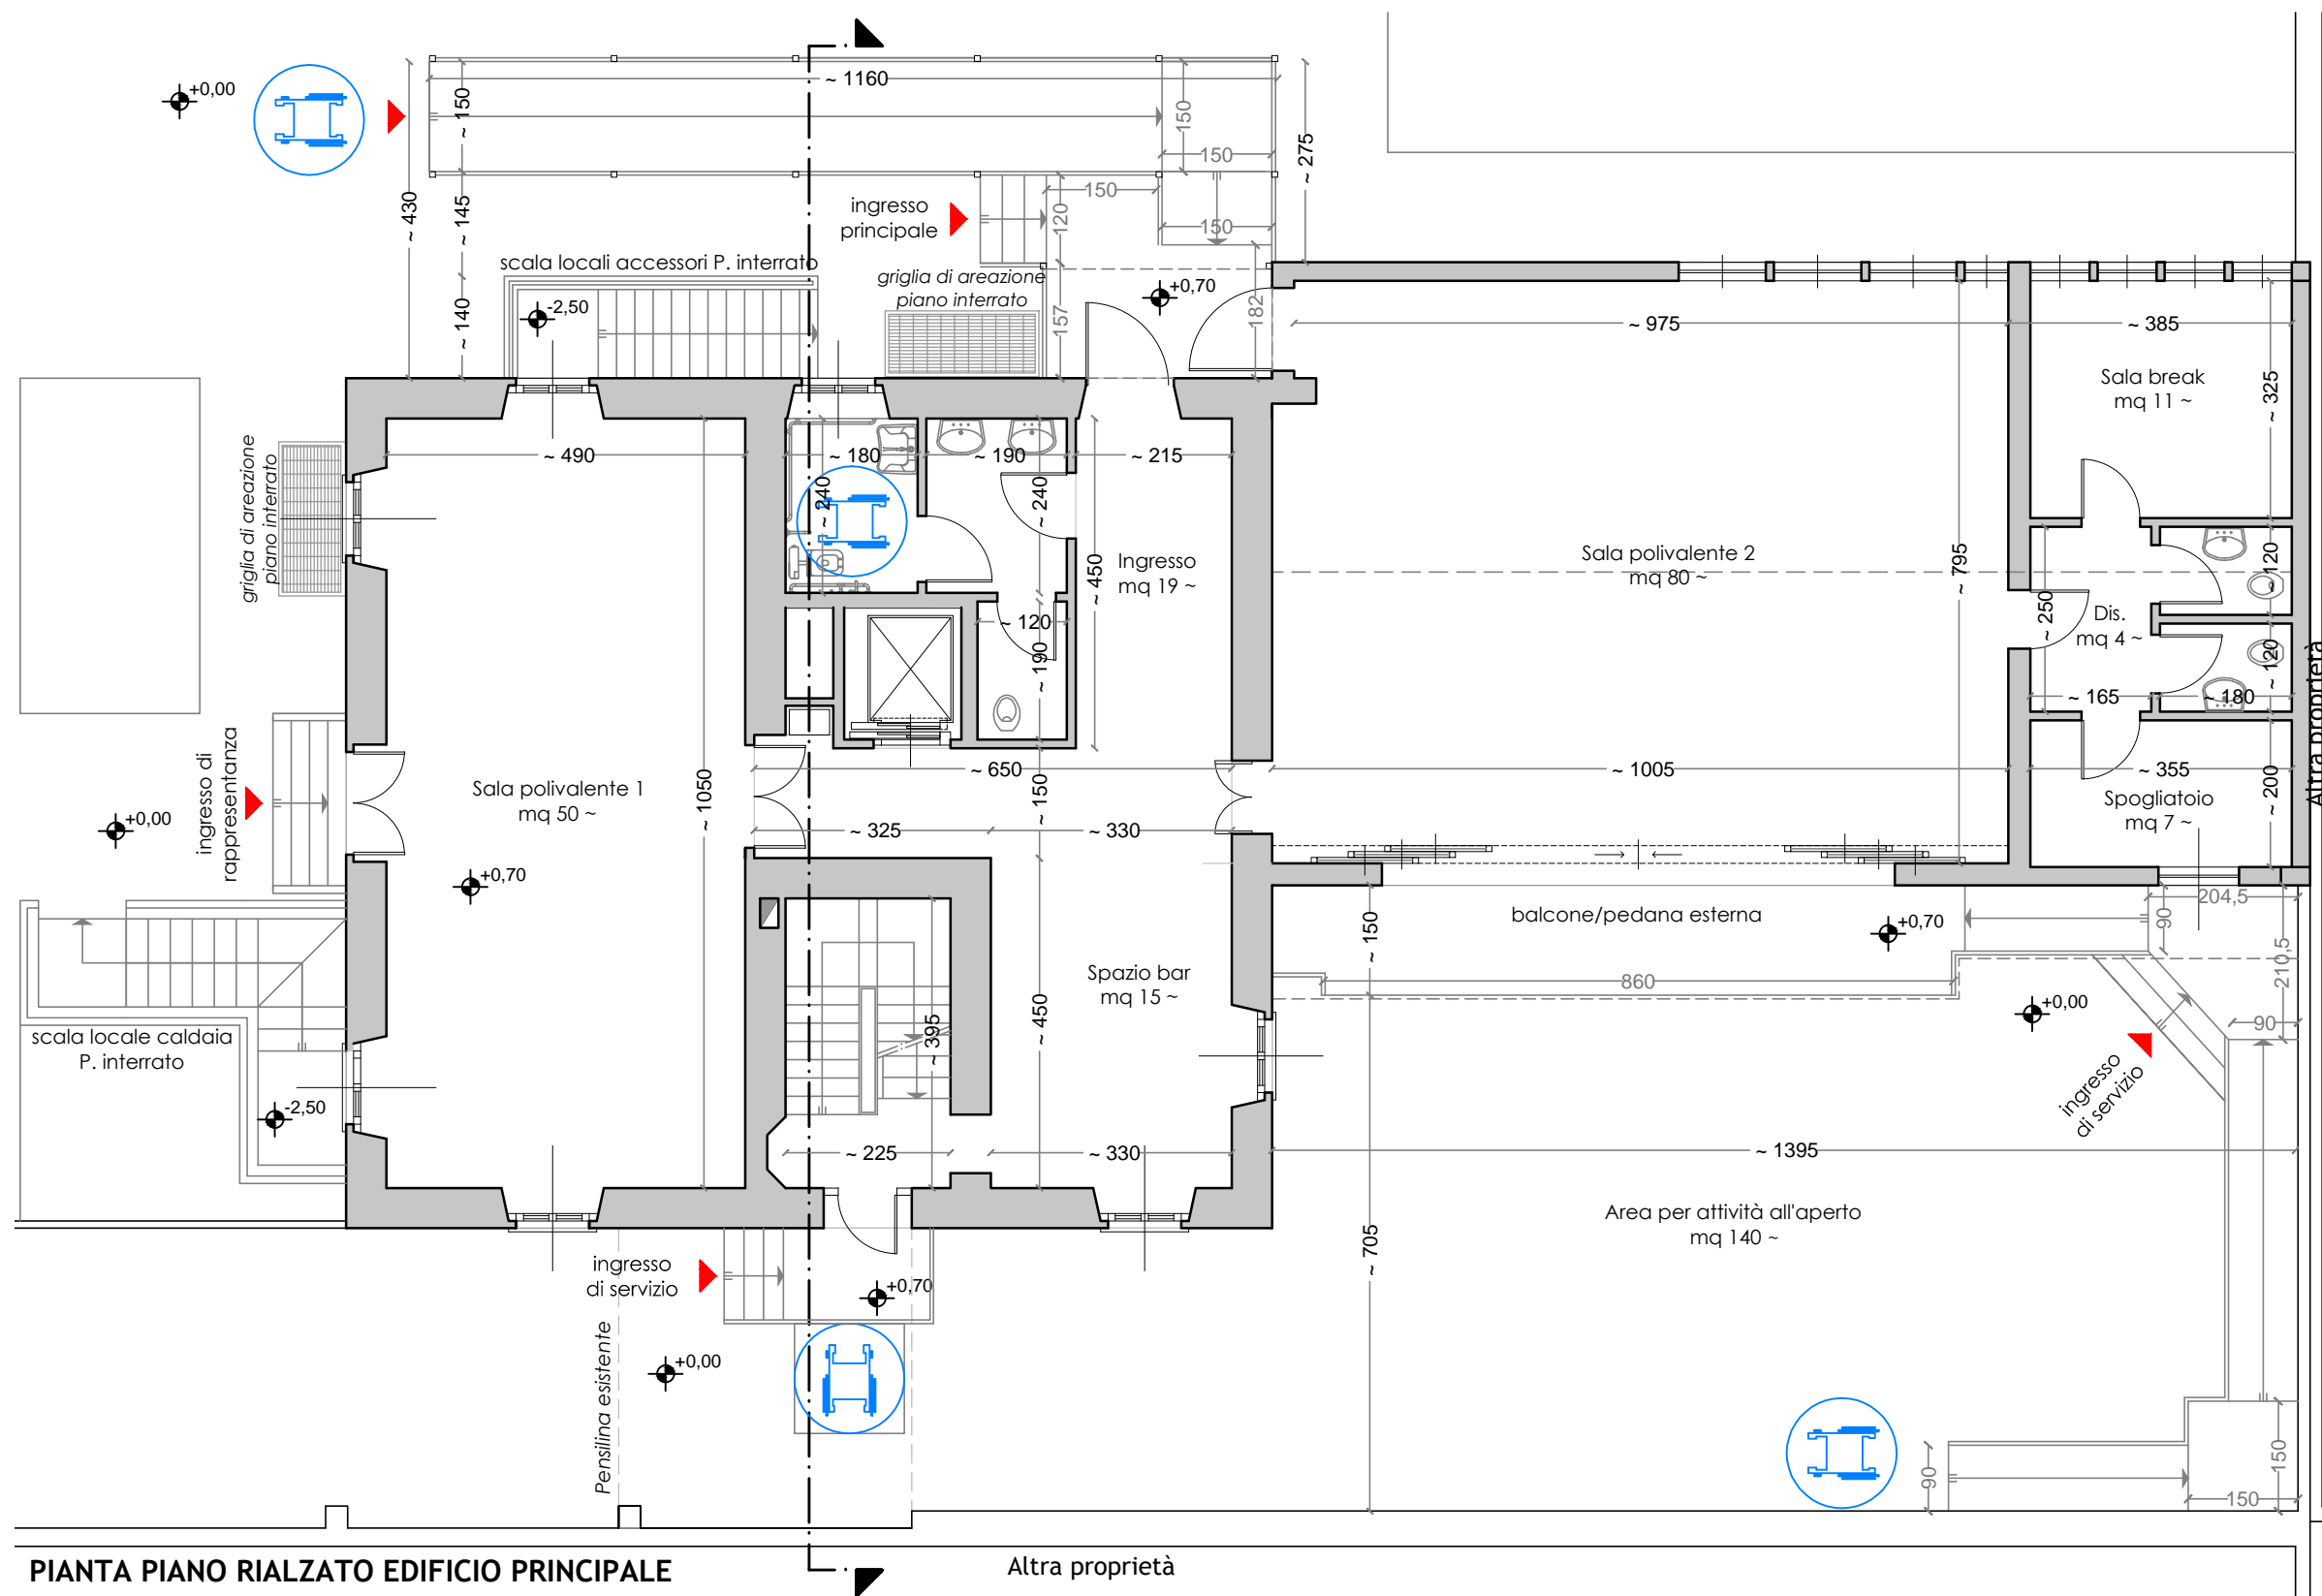 ~ 1160
+0,00
~ 150
150
150
~ 275
150
~ 430
~ 145
ingresso
principale
120
150
scala locali accessori P. interrato
griglia di areazione
piano interrato
+0,70
-2,50
~ 140
157
182
~ 975
~ 385
Sala break
mq 11 ~
~ 325
griglia di areazione
piano interrato
~ 490
~ 180
~ 190
~ 215
~ 240
~ 240
~ 450
Ingresso
mq 19 ~
Sala polivalente 2
mq 80 ~
~ 795
~ 120
~ 250
Dis.
mq 4 ~
~ 120
~ 190
~ 120
~ 165
~ 180
Altra proprietà
ingresso di
rappresentanza
+0,00
Sala polivalente 1
mq 50 ~
~ 1050
~ 650
~ 150
~ 1005
~ 355
~ 200
Spogliatoio
mq 7 ~
~ 325
~ 330
+0,70
204,5
balcone/pedana esterna
+0,70
90
~ 150
210,5
Spazio bar
mq 15 ~
860
+0,00
~ 450
~ 395
90
scala locale caldaia
P. interrato
-2,50
ingresso
di servizio
~ 225
~ 330
~ 1395
Area per attività all'aperto
mq 140 ~
~ 705
ingresso
di servizio
+0,70
Pensilina esistente
+0,00
90
150
150
PIANTA PIANO RIALZATO EDIFICIO PRINCIPALE
Altra proprietà